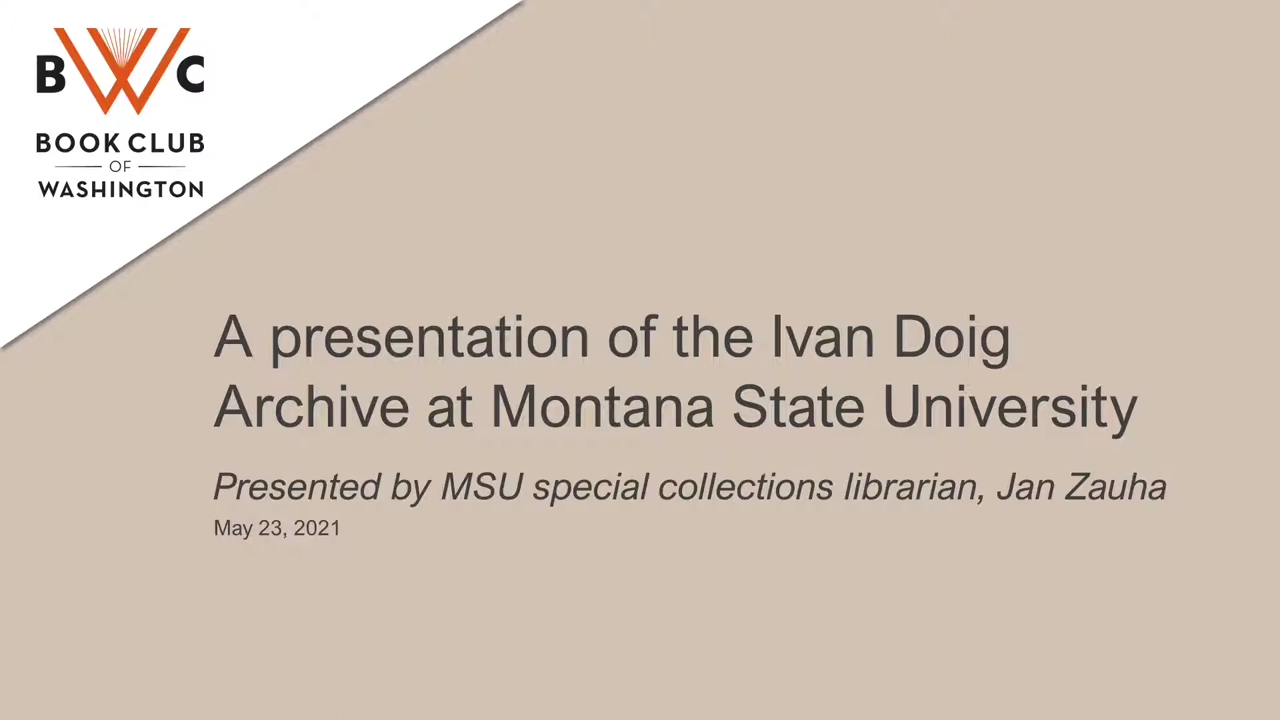 BWC
BOOK CLUB
OF
WASHINGTON
A presentation of the Ivan Doig
Archive at Montana State University
Presented by MSU special collections librarian, Jan Zauha
May 23, 2021